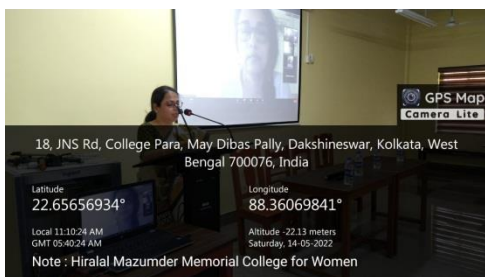 GPS Map
Camera Lite
18, JNS Rd, College Para, May Dibas Pally, Dakshineswar, Kolkata, West
Bengal 700076, India
Latitude
22.65656934°
Longitude
88.36069841°
Local 11:10:24 AM
GMT 05:40:24 AM
Altitude -22.13 meters
Saturday, 14-05-2022
Note : Hiralal Mazumder Memorial College for Women